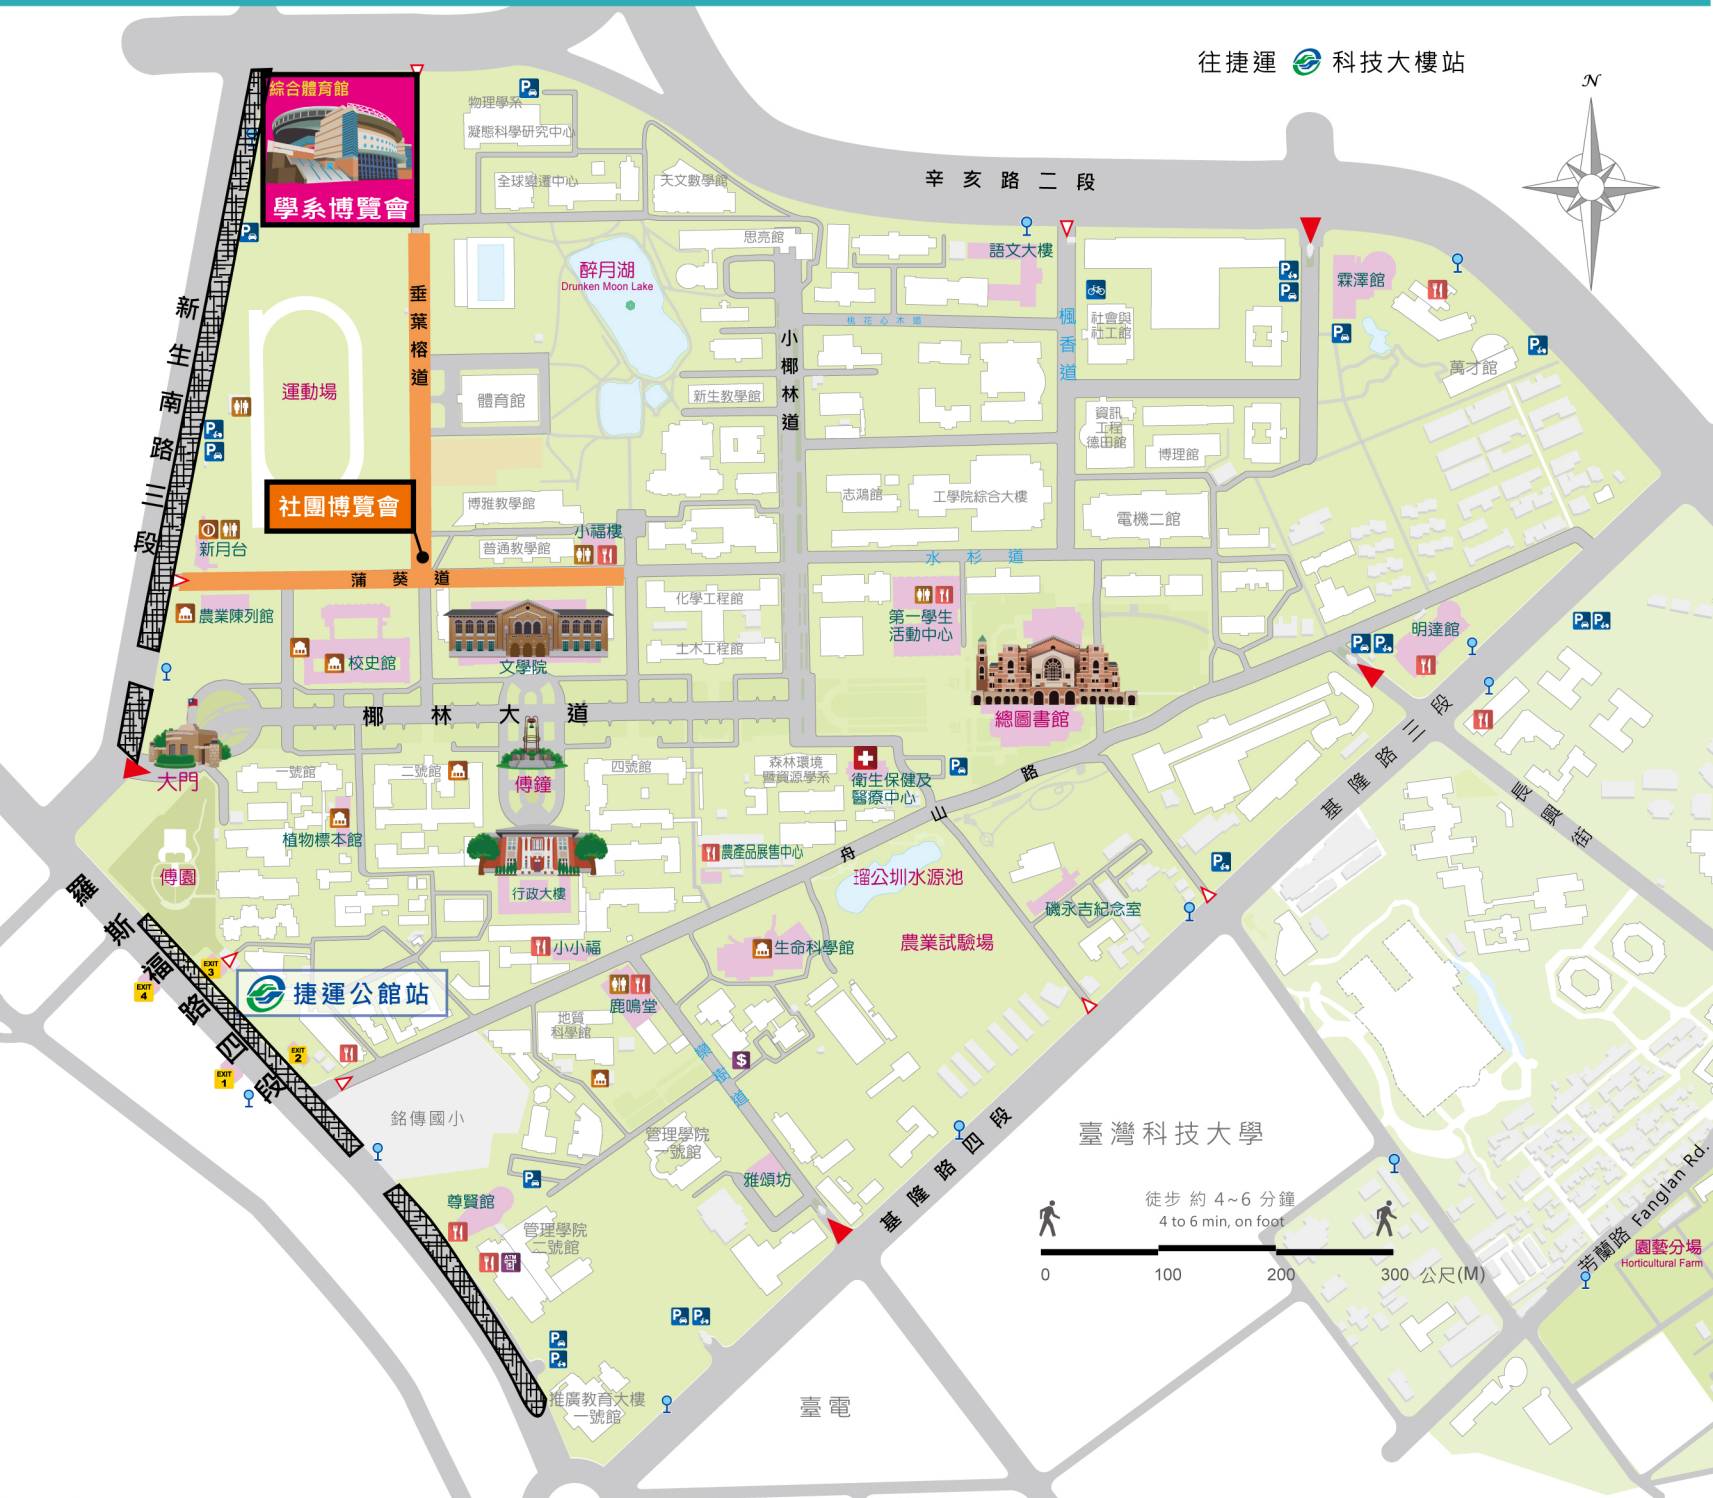 往捷運 科技大樓站
N
綜合體育館
學系博覽會
P
物理學系
凝態科學研究中心
全球變遷中心
天文數學館
辛亥路二段
思亮館
語文大樓
P
P
P
霖澤館
醉月湖
Drunken Moon Lake
垂葉榕道
新生南路三段
桃花心木道
楓香道
社會與
社工館
P
P
小椰林道
萬才館
運動場
體育館
新生教學館
資訊
工程
德田館
博理館
P
P
社團博覽會
博雅教學館
志鴻館
工學院綜合大樓
電機二館
新月台
普通教學館
小福樓
水杉道
蒲葵道
農業陳列館
化學工程館
第一學生
活動中心
P
P
明達館
P
P
校史館
文學院
土木工程館
椰林大道
總圖書館
基隆路三段
大門
一號館
二號館
傅鐘
四號館
森林環境
暨資源學系
衛生保健及
醫療中心
P
舟山路
長興街
植物標本館
農產品展售中心
傅園
行政大樓
瑠公圳水源池
磯永吉紀念室
P
羅斯福路四段
小小福
生命科學館
農業試驗場
EXIT
3
EXIT
4
捷運公館站
鹿鳴堂
地質
科學館
EXIT
2
EXIT
1
$
椰樹道
銘傳國小
管理學院
一號館
臺灣科技大學
基隆路四段
雅頌坊
P
尊賢館
管理學院
二號館
ATM
徒步 約 4~6 分鐘
4 to 6 min, on foot
0
100
200
300 公尺(M)
芳蘭路 Fanglan Rd.
園藝分場
Horticultural Farm
P
P
P
P
推廣教育大樓
一號館
臺電